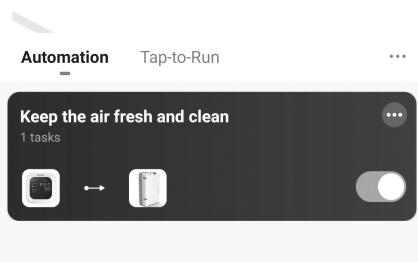 Automation Tap-to-Run
Keep the air fresh and clean
1 tasks